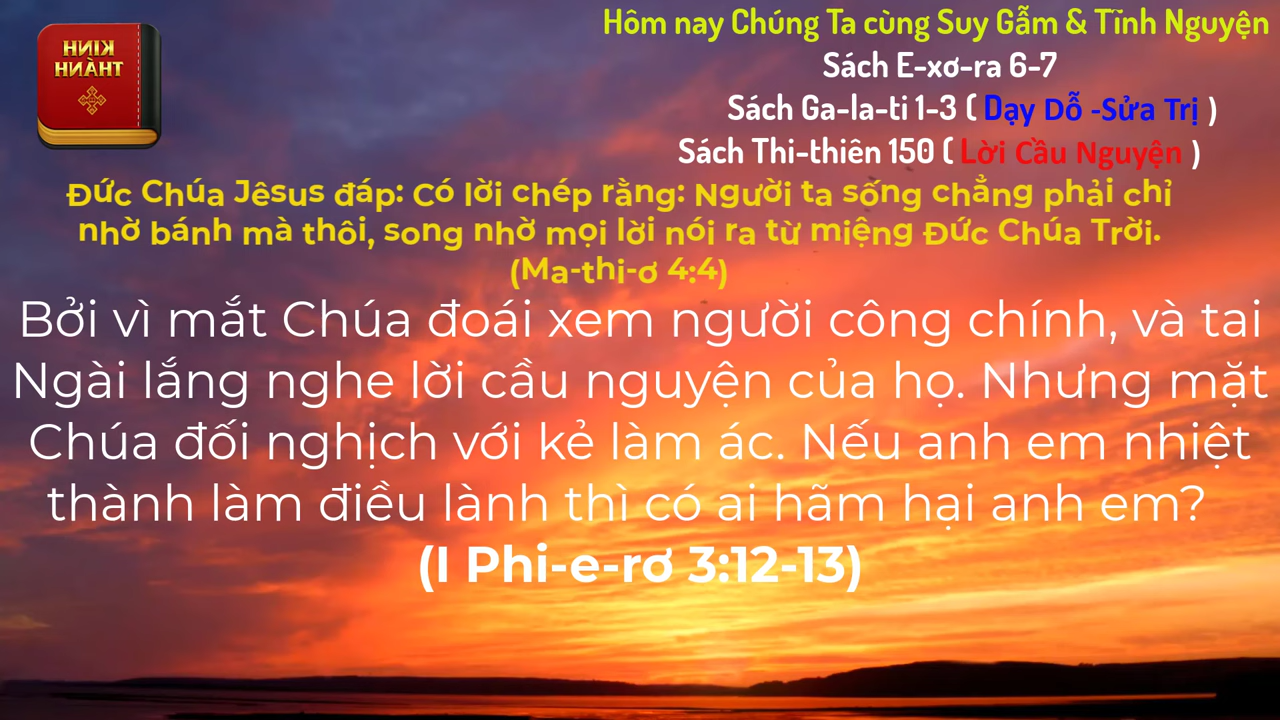 KINH
THÁNH
Hôm nay Chúng Ta cùng Suy Gẫm & Tĩnh Nguyện
Sách E-xơ-ra 6-7
Sách Ga-la-ti 1-3 ( Dạy Dỗ -Sửa Trị )
Sách Thi-thiên 150 ( Lời Cầu Nguyện )
Đức Chúa Jêsus đáp: Có lời chép rằng: Người ta sống chẳng phải chỉ
nhờ bánh mà thôi, song nhờ mọi lời nói ra từ miệng Đức Chúa Trời.
(Ma-thi-ơ 4:4)
Bởi vì mắt Chúa đoái xem người công chính, và tai
Ngài lắng nghe lời cầu nguyện của họ. Nhưng mặt
Chúa đối nghịch với kẻ làm ác. Nếu anh em nhiệt
thành làm điều lành thì có ai hãm hại anh em?
(I Phi-e-rơ 3:12-13)